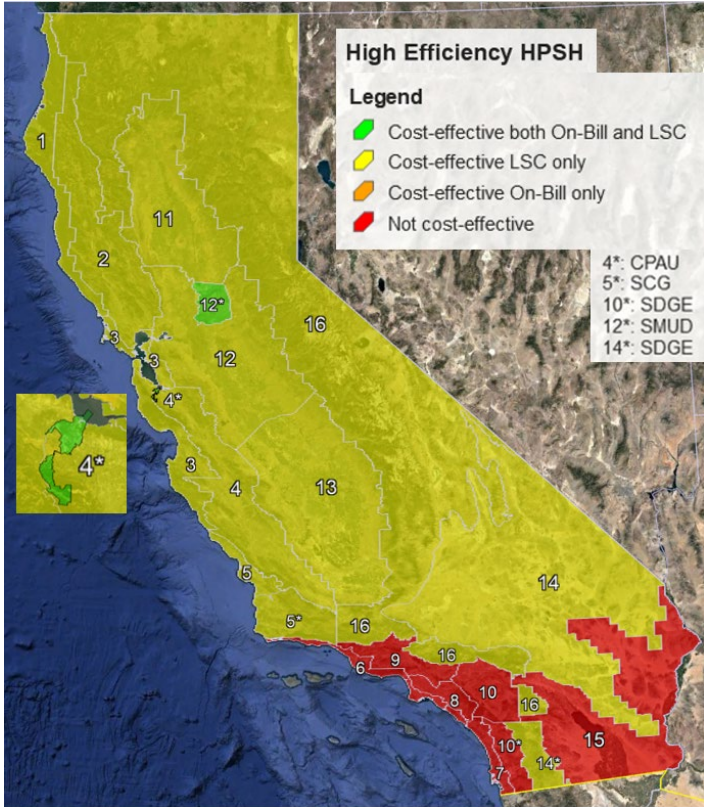 High Efficiency HPSH
Legend
Cost-effective both On-Bill and LSC
Cost-effective LSC only
Cost-effective On-Bill only
Not cost-effective
4*: CPAU
5*: SCG
10*: SDGE
12*: SMUD
14*: SDGE
1
11
2
12*
16
3
3
12
4*
4*
3
4
13
5
14
5*
16
9
16
6
10
16
8
15
10*
14*
7